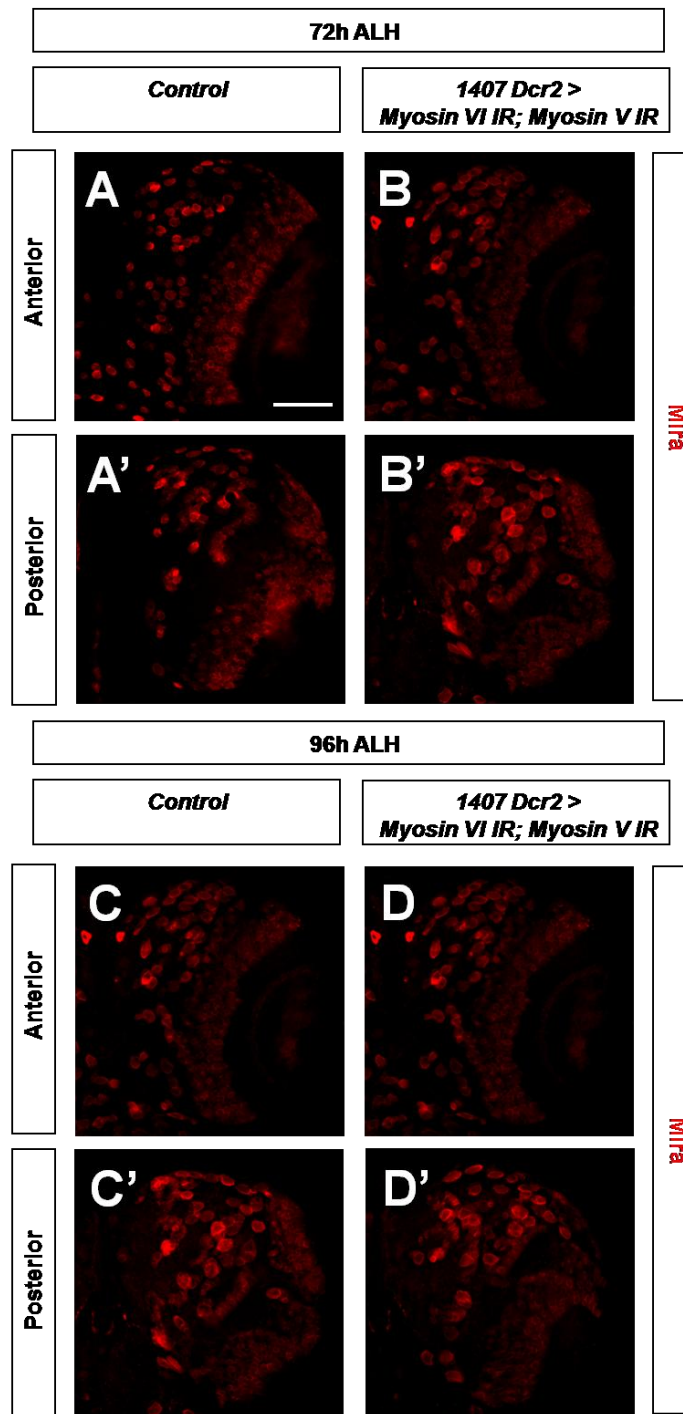 72h ALH
Control
1407 Dcr2 >
Myosin VI IR; Myosin V IR
Anterior
A
B
Mira
Posterior
A'
B'
96h ALH
Control
1407 Dcr2 >
Myosin VI IR; Myosin V IR
Anterior
C
D
Mira
Posterior
C'
D'